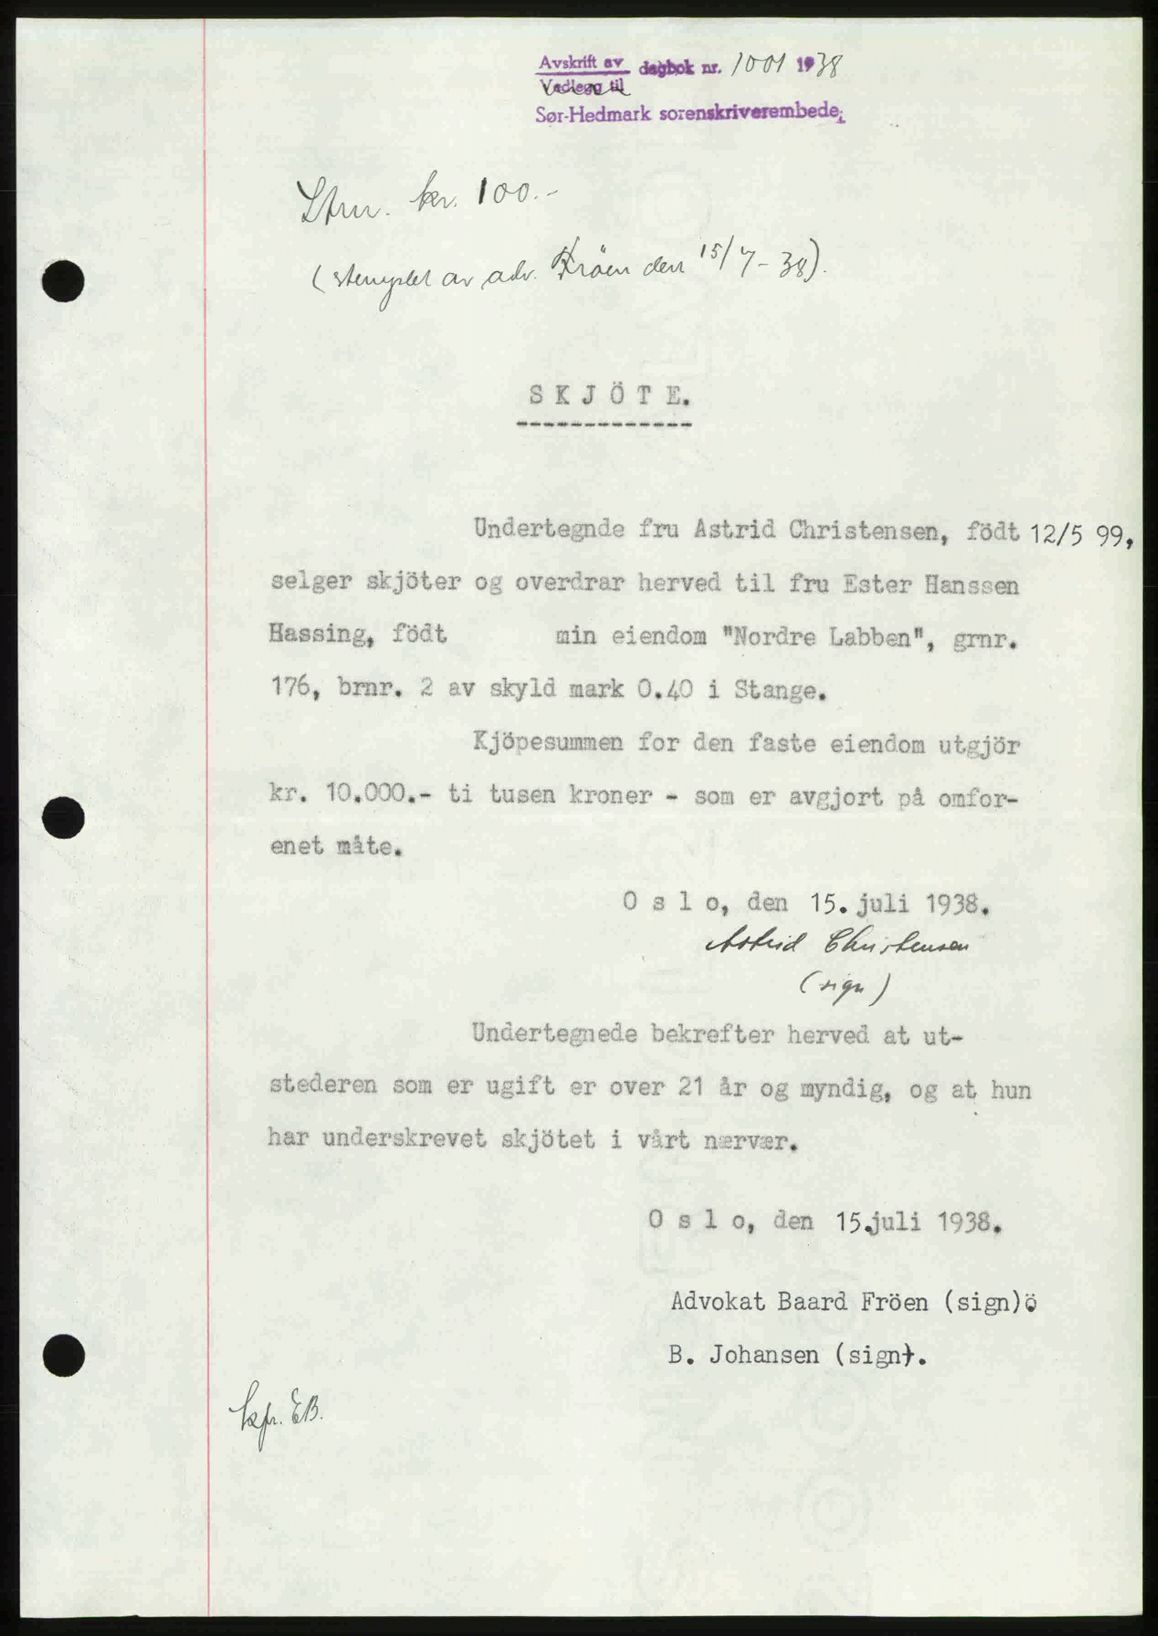 Avskrift av dagbok nr. 1001 1938
Vedlegg til
Sør-Hedmark sorenskriverembede.
Stm. kr. 100.-
(stemplet av adv. Fröen den 15/7-38).
SKJÖTE.
Undertegnde fru Astrid Christensen, födt 12/5 99,
selger skjöter og overdrar herved til fru Ester Hanssen
Hassing, födt min eiendom "Nordre Labben", grnr.
176, brnr. 2 av skyld mark 0.40 i Stange.
Kjöpesummen for den faste eiendom utgjör
kr. 10.000.- ti tusen kroner - som er avgjort på omfor-
enet måte.
Oslo, den 15. juli 1938.
Astrid Christensen
(sign)
Undertegnede bekrefter herved at ut-
stederen som er ugift er over 21 år og myndig, og at hun
har underskrevet skjötet i vårt nærvær.
Oslo, den 15.juli 1938.
Advokat Baard Fröen (sign)ö
B. Johansen (sign).
kfr. EB.